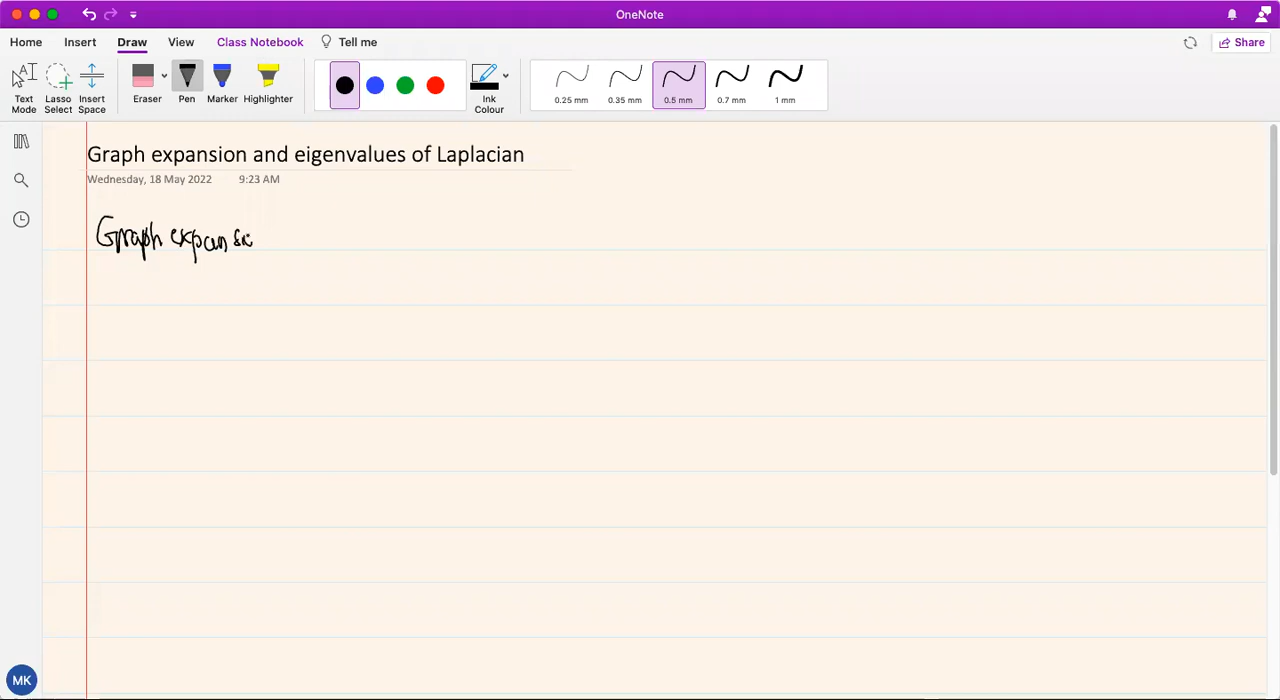 OneNote
Home Insert Draw View Class Notebook Tell me Share
Text Mode Lasso Select Insert Space Eraser Pen Marker Highlighter Ink Colour 0.25 mm 0.35 mm 0.5 mm 0.7 mm 1 mm
Graph expansion and eigenvalues of Laplacian
Wednesday, 18 May 2022 9:23 AM
Graph expansi
MK